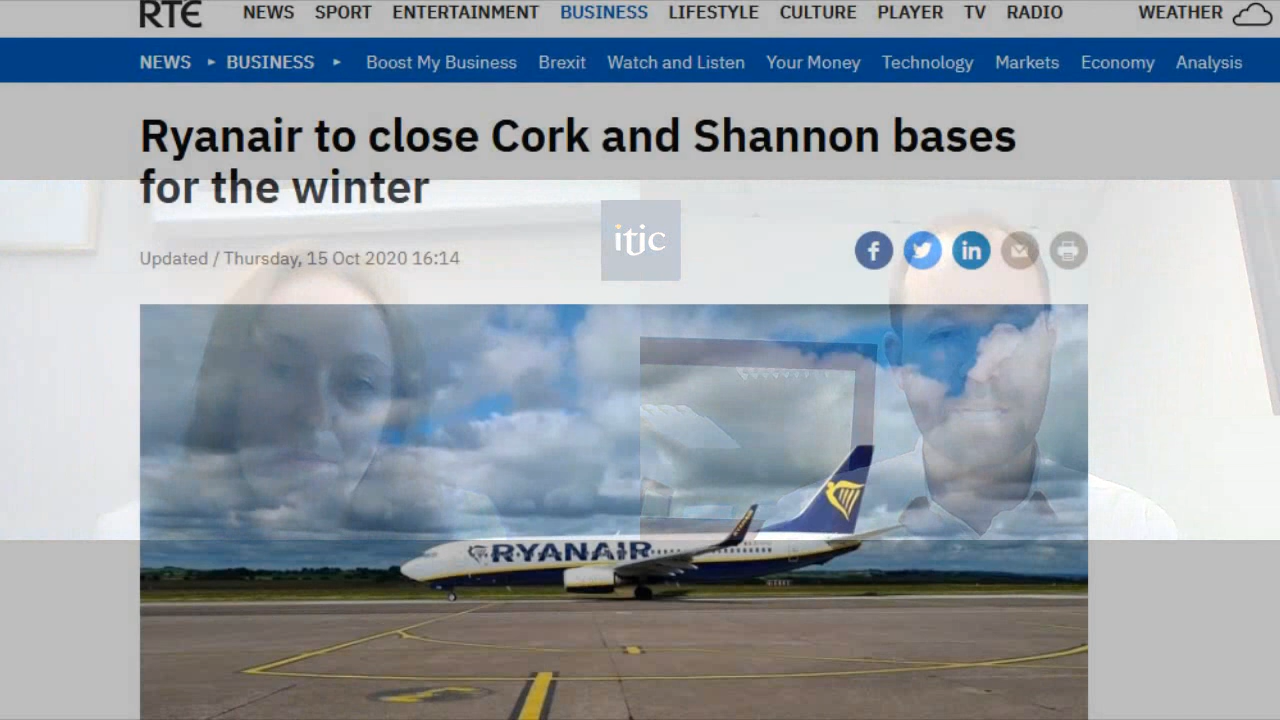 RTÉ NEWS SPORT ENTERTAINMENT BUSINESS LIFESTYLE CULTURE PLAYER TV RADIO WEATHER
NEWS ▸ BUSINESS ▸ Boost My Business Brexit Watch and Listen Your Money Technology Markets Economy Analysis
Ryanair to close Cork and Shannon bases
for the winter
itic
Updated / Thursday, 15 Oct 2020 16:14
f in
RYANAIR